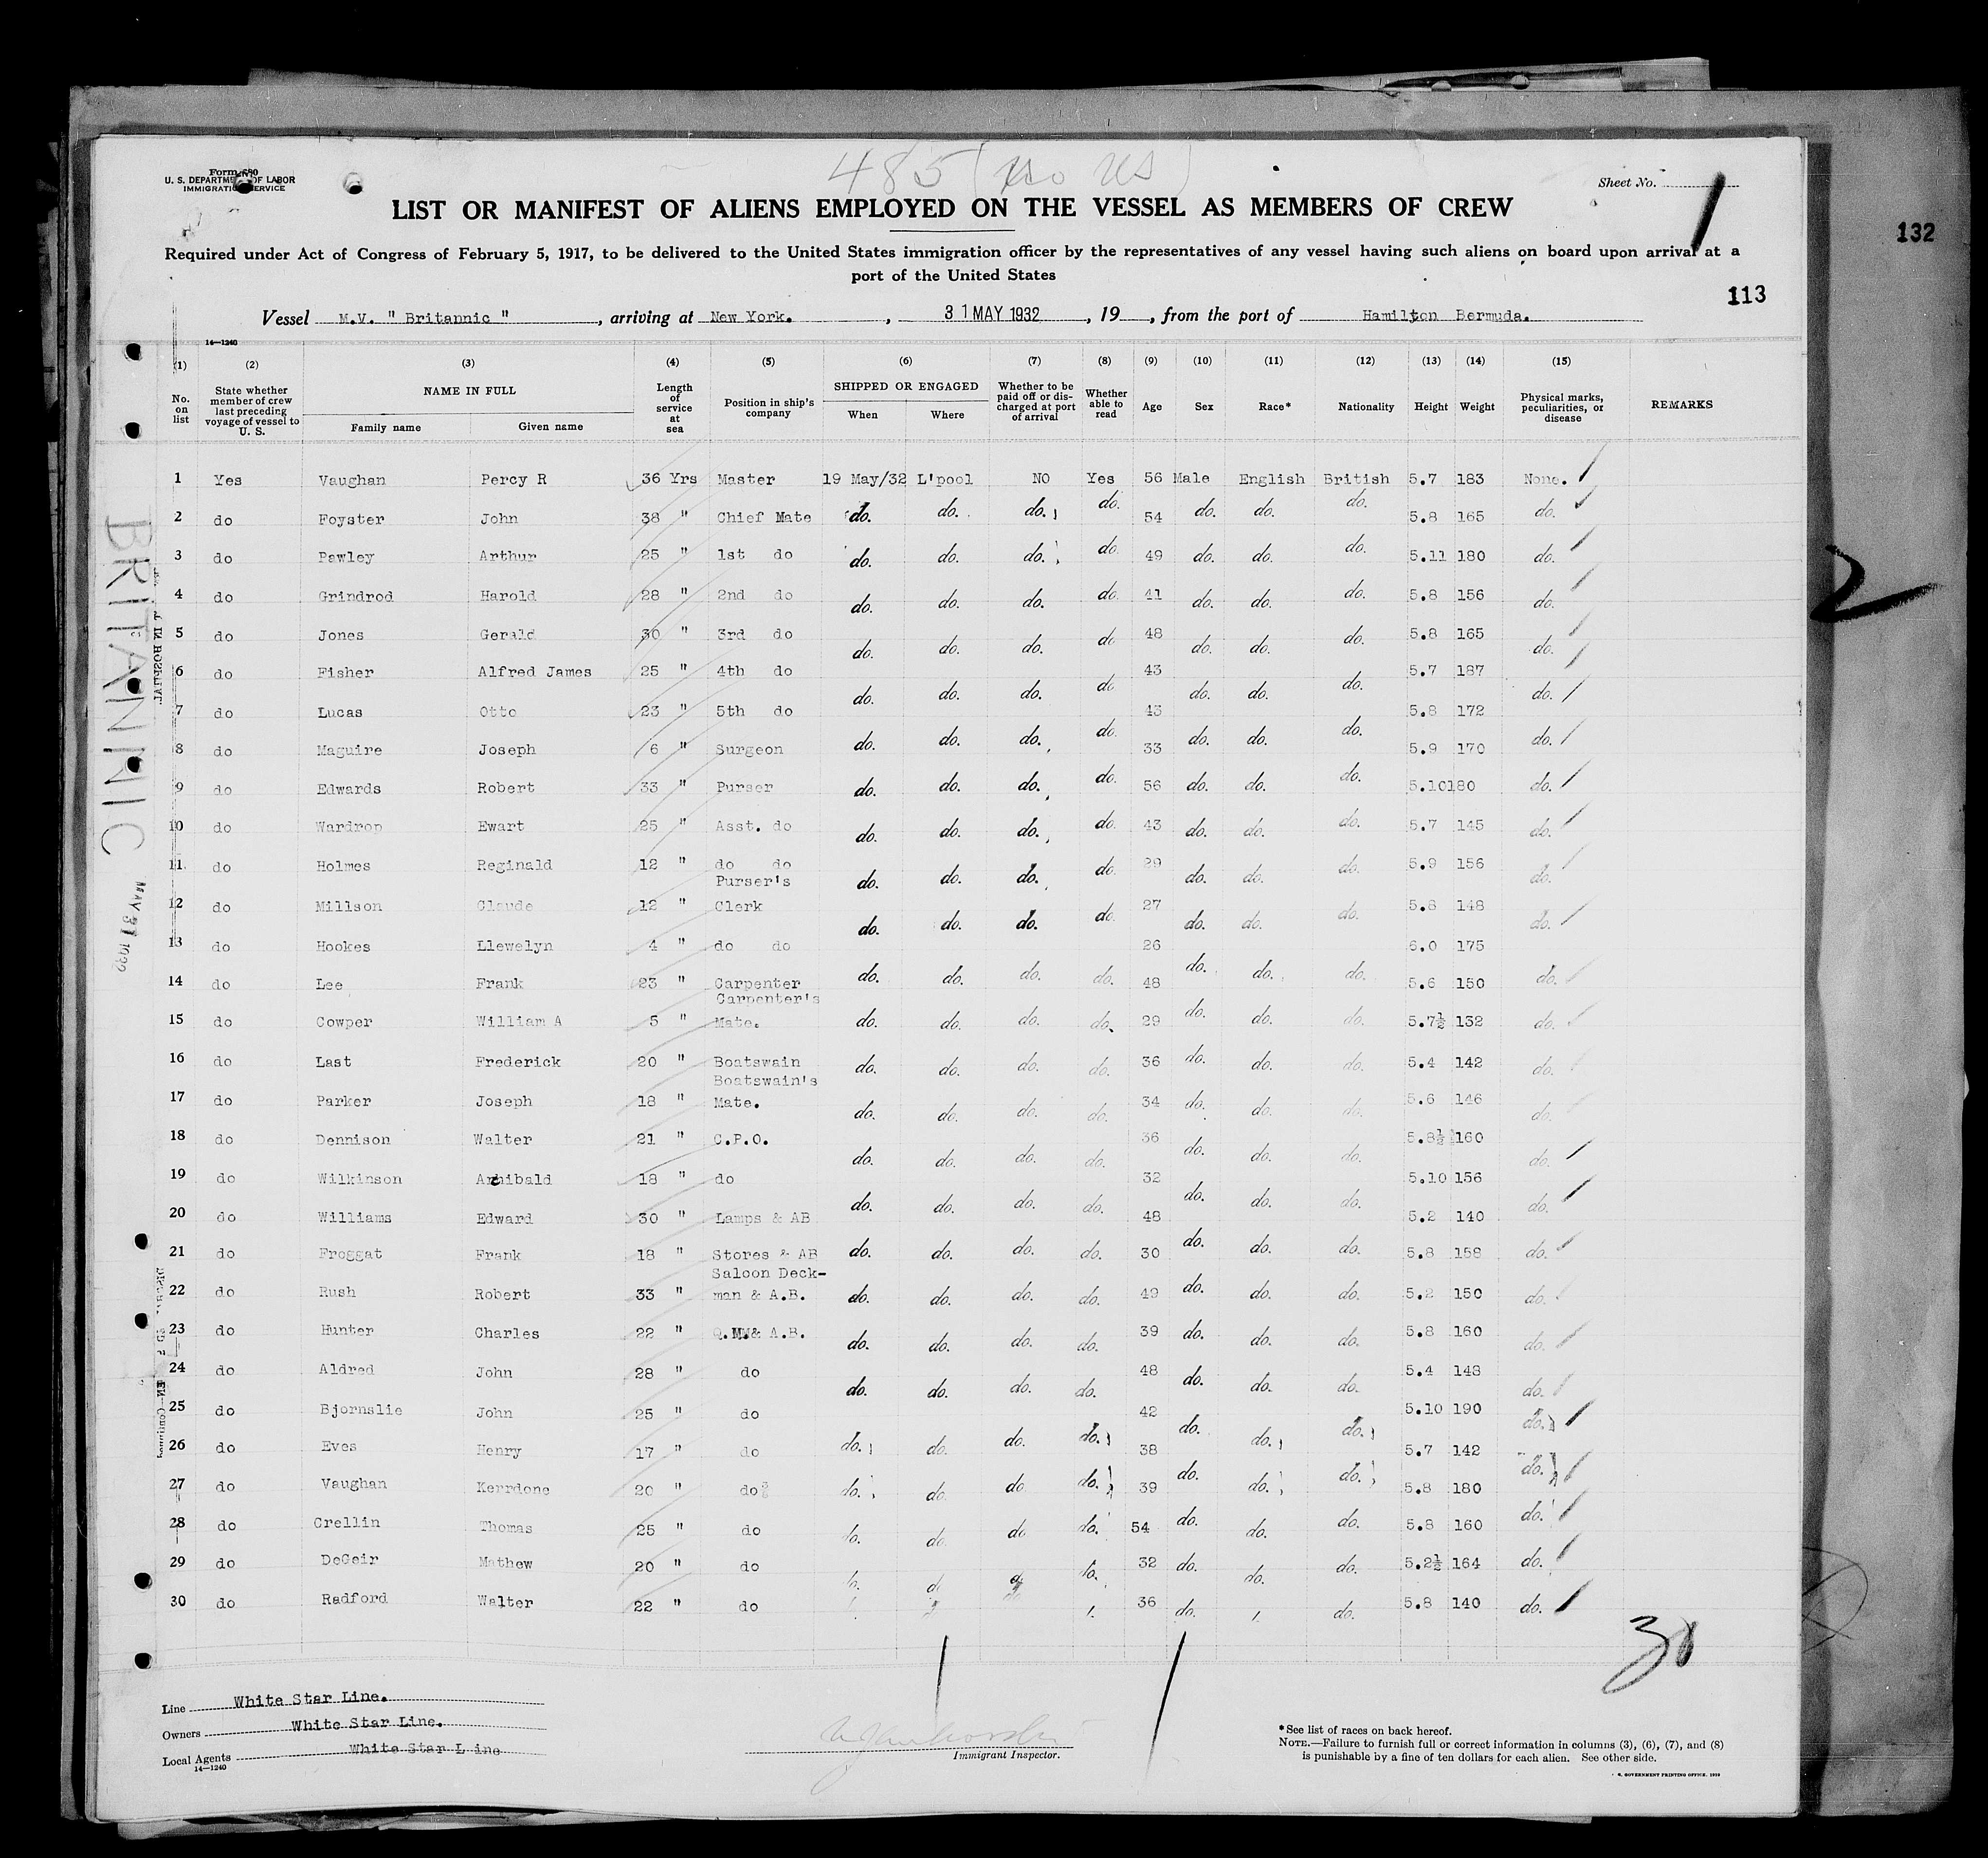 485 (no US)
Form 680
U. S. DEPARTMENT OF LABOR
IMMIGRATION SERVICE
Sheet No. 1
LIST OR MANIFEST OF ALIENS EMPLOYED ON THE VESSEL AS MEMBERS OF CREW
132
Required under Act of Congress of February 5, 1917, to be delivered to the United States immigration officer by the representatives of any vessel having such aliens on board upon arrival at a
port of the United States
113
Vessel M.V. " Britannic " , arriving at New York. , 31 MAY 1932 , 19 , from the port of Hamilton Bermuda.
14—1240
(1) (2) (3) (4) (5) (6) (7) (8) (9) (10) (11) (12) (13) (14) (15)
No. on list State whether member of crew last preceding voyage of vessel to U. S. NAME IN FULL Family name Given name Length of service at sea Position in ship's company SHIPPED OR ENGAGED When Where Whether to be paid off or discharged at port of arrival Whether able to read Age Sex Race* Nationality Height Weight Physical marks, peculiarities, or disease REMARKS
1 Yes Vaughan Percy R 36 Yrs Master 19 May/32 L'pool NO Yes 56 Male English British 5.7 183 None.
2 do Foyster John 38 " Chief Mate do. do. do. do. 54 do. do. do. 5.8 165 do.
3 do Pawley Arthur 25 " 1st do do. do. do. do. 49 do. do. do. 5.11 180 do.
4 do Grindrod Harold 28 " 2nd do do. do. do. do. 41 do. do. do. 5.8 156 do.
5 do Jones Gerald 30 " 3rd do do. do. do. do 48 do. do. do. 5.8 165 do.
6 do Fisher Alfred James 25 " 4th do do. do. do. do 43 do. do. do. 5.7 187 do.
7 do Lucas Otto 23 " 5th do do. do. do. do. 43 do. do. do. 5.8 172 do.
8 do Maguire Joseph 6 " Surgeon 33 5.9 170
9 do Edwards Robert 33 " Purser do. do. do. do. 56 do. do. do. 5.10 180 do.
10 do Wardrop Ewart 25 " Asst. do do. do. do. do. 43 do. do. do. 5.7 145 do.
11 do Holmes Reginald 12 " do do do. do. do. do. 29 do. do. do. 5.9 156 do.
Purser's
12 do Millson Claude 12 " Clerk do. do. do. do. 27 do. do. do. 5.8 148 do.
13 do Hookes Llewelyn 4 " do do 26 6.0 175
14 do Lee Frank 23 " Carpenter do. do. do. do. 48 do. do. do. 5.6 150 do.
Carpenter's
15 do Cowper William A 5 " Mate. do. do. do. do. 29 do. do. do. 5.7½ 132 do.
16 do Last Frederick 20 " Boatswain do. do. do. do. 36 do. do. do. 5.4 142 do.
Boatswain's
17 do Parker Joseph 18 " Mate. do. do. do. do. 34 do. do. do. 5.6 146 do.
18 do Dennison Walter 21 " C.P.O. do. do. do. do. 36 do. do. do. 5.8½ 160 do.
19 do Wilkinson Archibald 18 " do do. do. do. do. 32 do. do. do. 5.10 156 do.
20 do Williams Edward 30 " Lamps & AB 48 5.2 140
21 do Froggat Frank 18 " Stores & AB do. do. do. do. 30 do. do. do. 5.8 158 do.
Saloon Deck-
22 do Rush Robert 33 " man & A.B. do. do. do. do. 49 do. do. do. 5.2 150 do.
23 do Hunter Charles 22 " Q.M & A.B. do. do. do. do. 39 do. do. do. 5.8 160 do.
24 do Aldred John 28 " do do. do. do. do. 48 do. do. do. 5.4 143 do.
25 do Bjornslie John 25 " do 42 do. 5.10 190 do.
26 do Eves Henry 17 " do do. do. do. do. 38 do. do. 5.7 142 do.
27 do Vaughan Kerrdone 20 " do do. do. do do. 39 do. do. do. 5.8 180
28 do Crellin Thomas 25 " do do. do. do do. 54 do. do. do. 5.8 160 do.
29 do DeGeir Mathew 20 " do 32 do. do. do. 5.2½ 164 do.
30 do Radford Walter 22 " do 36 do. do. 5.8 140 do.
BRITANNIC
MAY 31 1932
2
30
Line White Star Line.
Owners White Star Line.
Local Agents White Star Line
14—1240
Immigrant Inspector.
*See list of races on back hereof.
NOTE.—Failure to furnish full or correct information in columns (3), (6), (7), and (8)
is punishable by a fine of ten dollars for each alien. See other side.
GOVERNMENT PRINTING OFFICE.